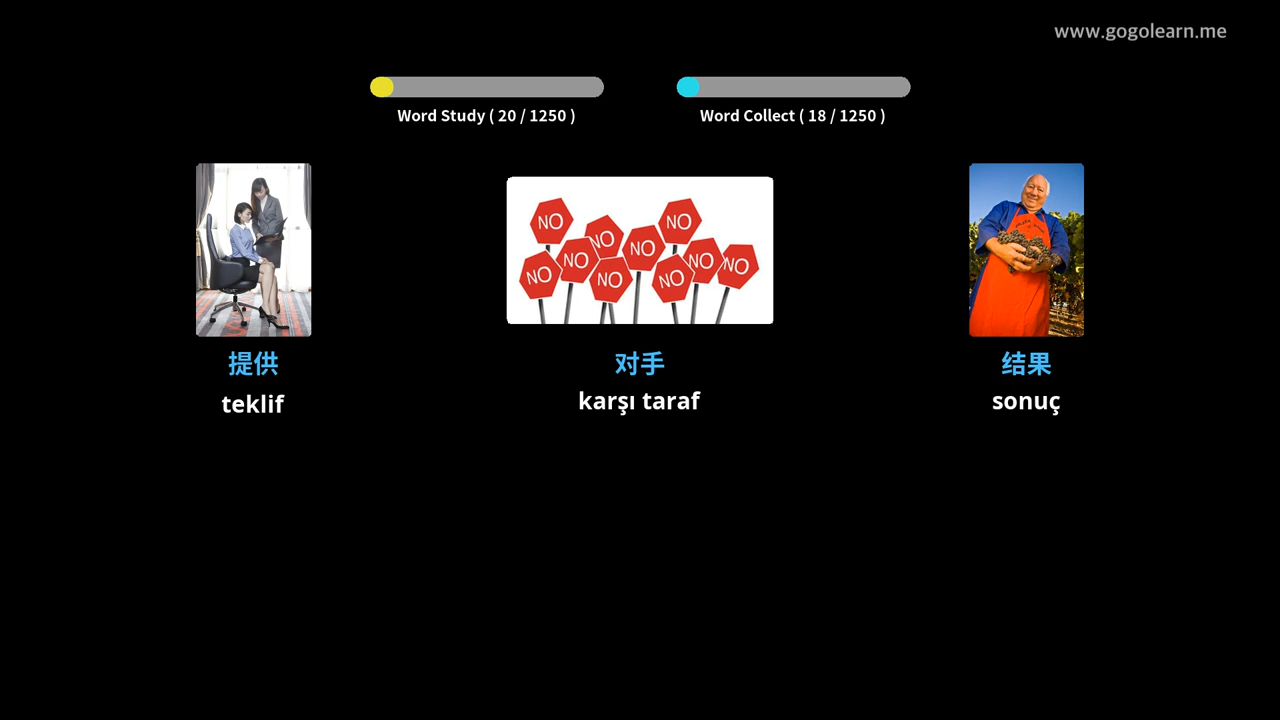 www.gogolearn.me
Word Study ( 20 / 1250 )
Word Collect ( 18 / 1250 )
NO
NO
NO
NO
NO
NO
NO
NO
NO
NO
提供
teklif
对手
karşı taraf
结果
sonuç